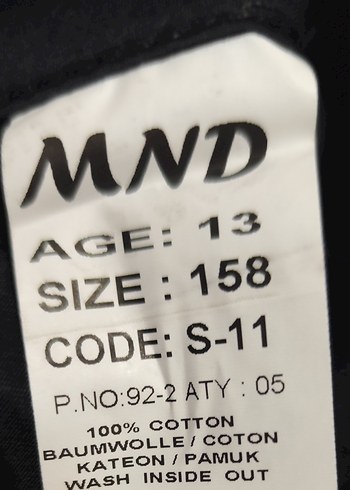 MND
AGE: 13
SIZE : 158
CODE: S-11
P.NO:92-2 ATY : 05
100% COTTON
BAUMWOLLE / COTON
KATEON / PAMUK
WASH INSIDE OUT